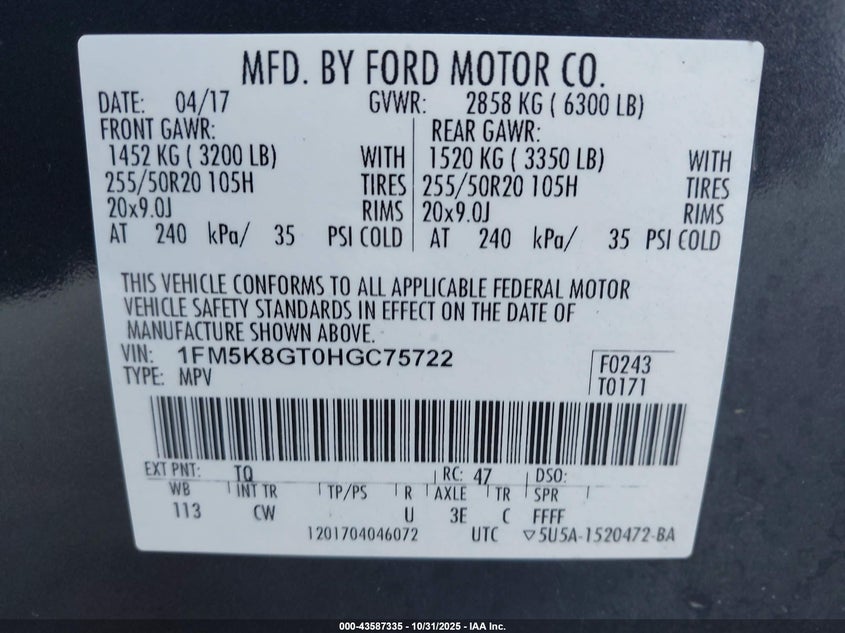 MFD. BY FORD MOTOR CO.
DATE: 04/17 GVWR: 2858 KG ( 6300 LB)
FRONT GAWR: REAR GAWR:
1452 KG ( 3200 LB) WITH 1520 KG ( 3350 LB) WITH
255/50R20 105H TIRES 255/50R20 105H TIRES
20x9.0J RIMS 20x9.0J RIMS
AT 240 kPa/ 35 PSI COLD AT 240 kPa/ 35 PSI COLD
THIS VEHICLE CONFORMS TO ALL APPLICABLE FEDERAL MOTOR
VEHICLE SAFETY STANDARDS IN EFFECT ON THE DATE OF
MANUFACTURE SHOWN ABOVE.
VIN: 1FM5K8GT0HGC75722 F0243
TYPE: MPV T0171
EXT PNT: TQ RC: 47 DSO:
WB INT TR TP/PS R AXLE TR SPR
113 CW U 3E C FFFF
1201704046072 UTC ▽5U5A-1520472-BA
000-43587335 - 10/31/2025 - IAA Inc.